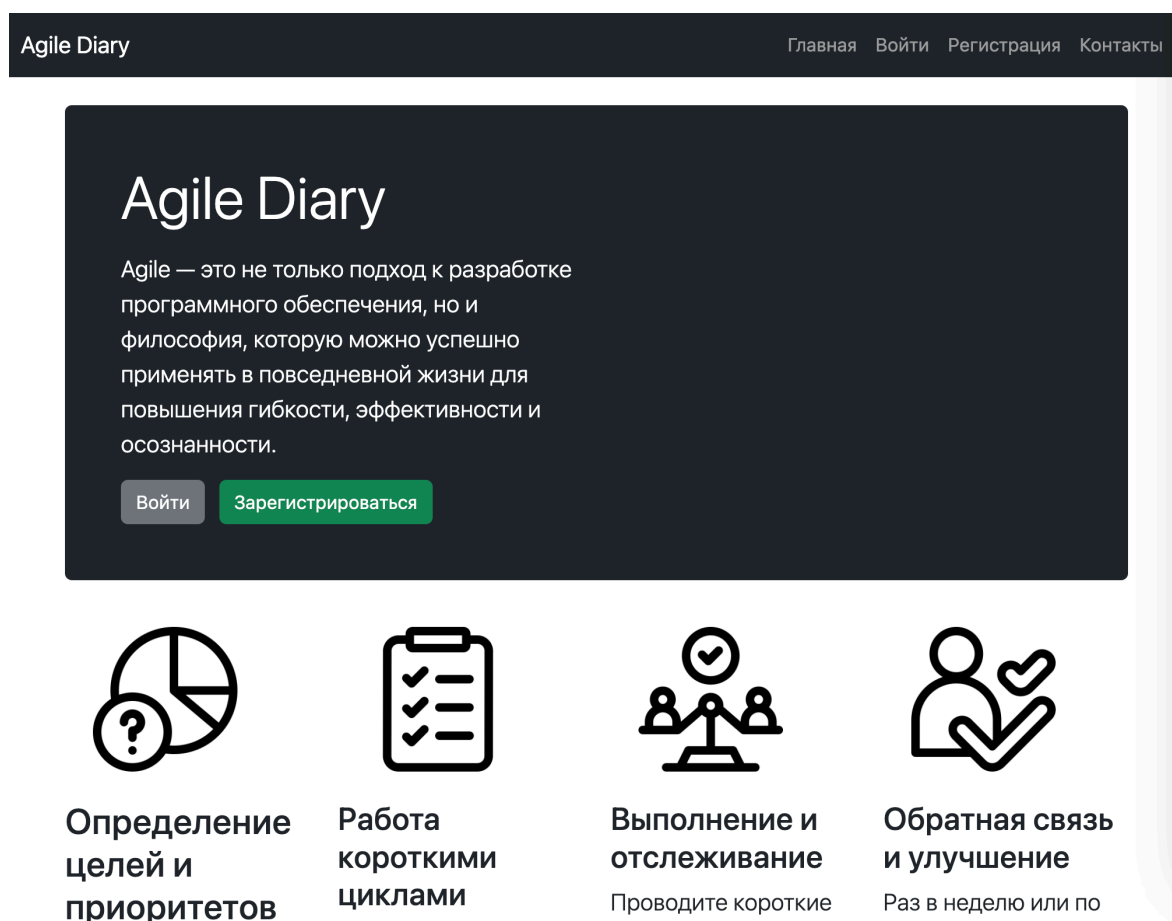 Agile Diary
Главная Войти Регистрация Контакты
Agile Diary
Agile — это не только подход к разработке
программного обеспечения, но и
философия, которую можно успешно
применять в повседневной жизни для
повышения гибкости, эффективности и
осознанности.
Войти
Зарегистрироваться
?
Определение
целей и
приоритетов
Работа
короткими
циклами
Выполнение и
отслеживание
Проводите короткие
Обратная связь
и улучшение
Раз в неделю или по